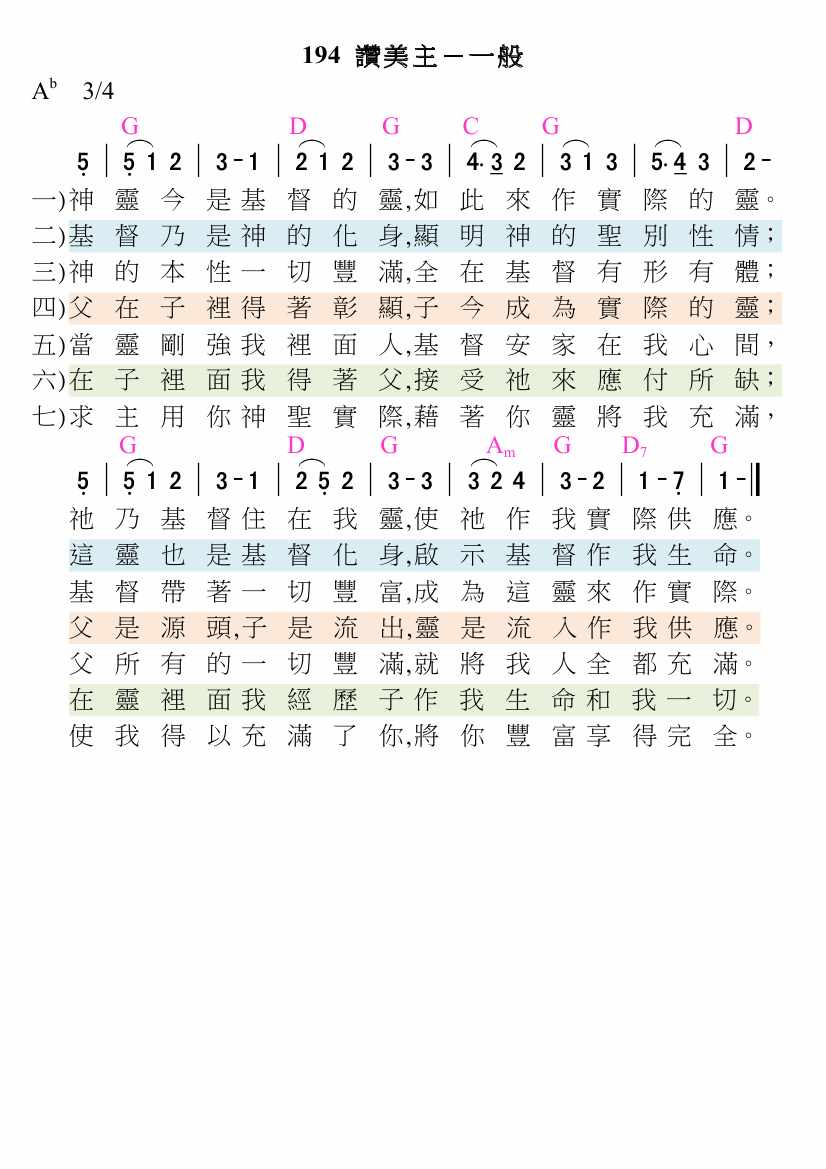 194 讚美主－一般
A♭ 3/4
G D G C G D
5̣ | 5̣ 1 2 | 3 - 1 | 2 1 2 | 3 - 3 | 4. 3 2 | 3 1 3 | 5. 4 3 | 2 -
一)神靈今是基督的靈,如此來作實際的靈。
二)基督乃是神的化身,顯明神的聖別性情；
三)神的本性一切豐滿,全在基督有形有體；
四)父在子裡得著彰顯,子今成為實際的靈；
五)當靈剛強我裡面人,基督安家在我心間，
六)在子裡面我得著父,接受祂來應付所缺；
七)求主用你神聖實際,藉著你靈將我充滿，
G D G Am G D7 G
5̣ | 5̣ 1 2 | 3 - 1 | 2 5̣ 2 | 3 - 3 | 3 2 4 | 3 - 2 | 1 - 7̣ | 1 - ‖
祂乃基督住在我靈,使祂作我實際供應。
這靈也是基督化身,啟示基督作我生命。
基督帶著一切豐富,成為這靈來作實際。
父是源頭,子是流出,靈是流入作我供應。
父所有的一切豐滿,就將我人全都充滿。
在靈裡面我經歷子作我生命和我一切。
使我得以充滿了你,將你豐富享得完全。